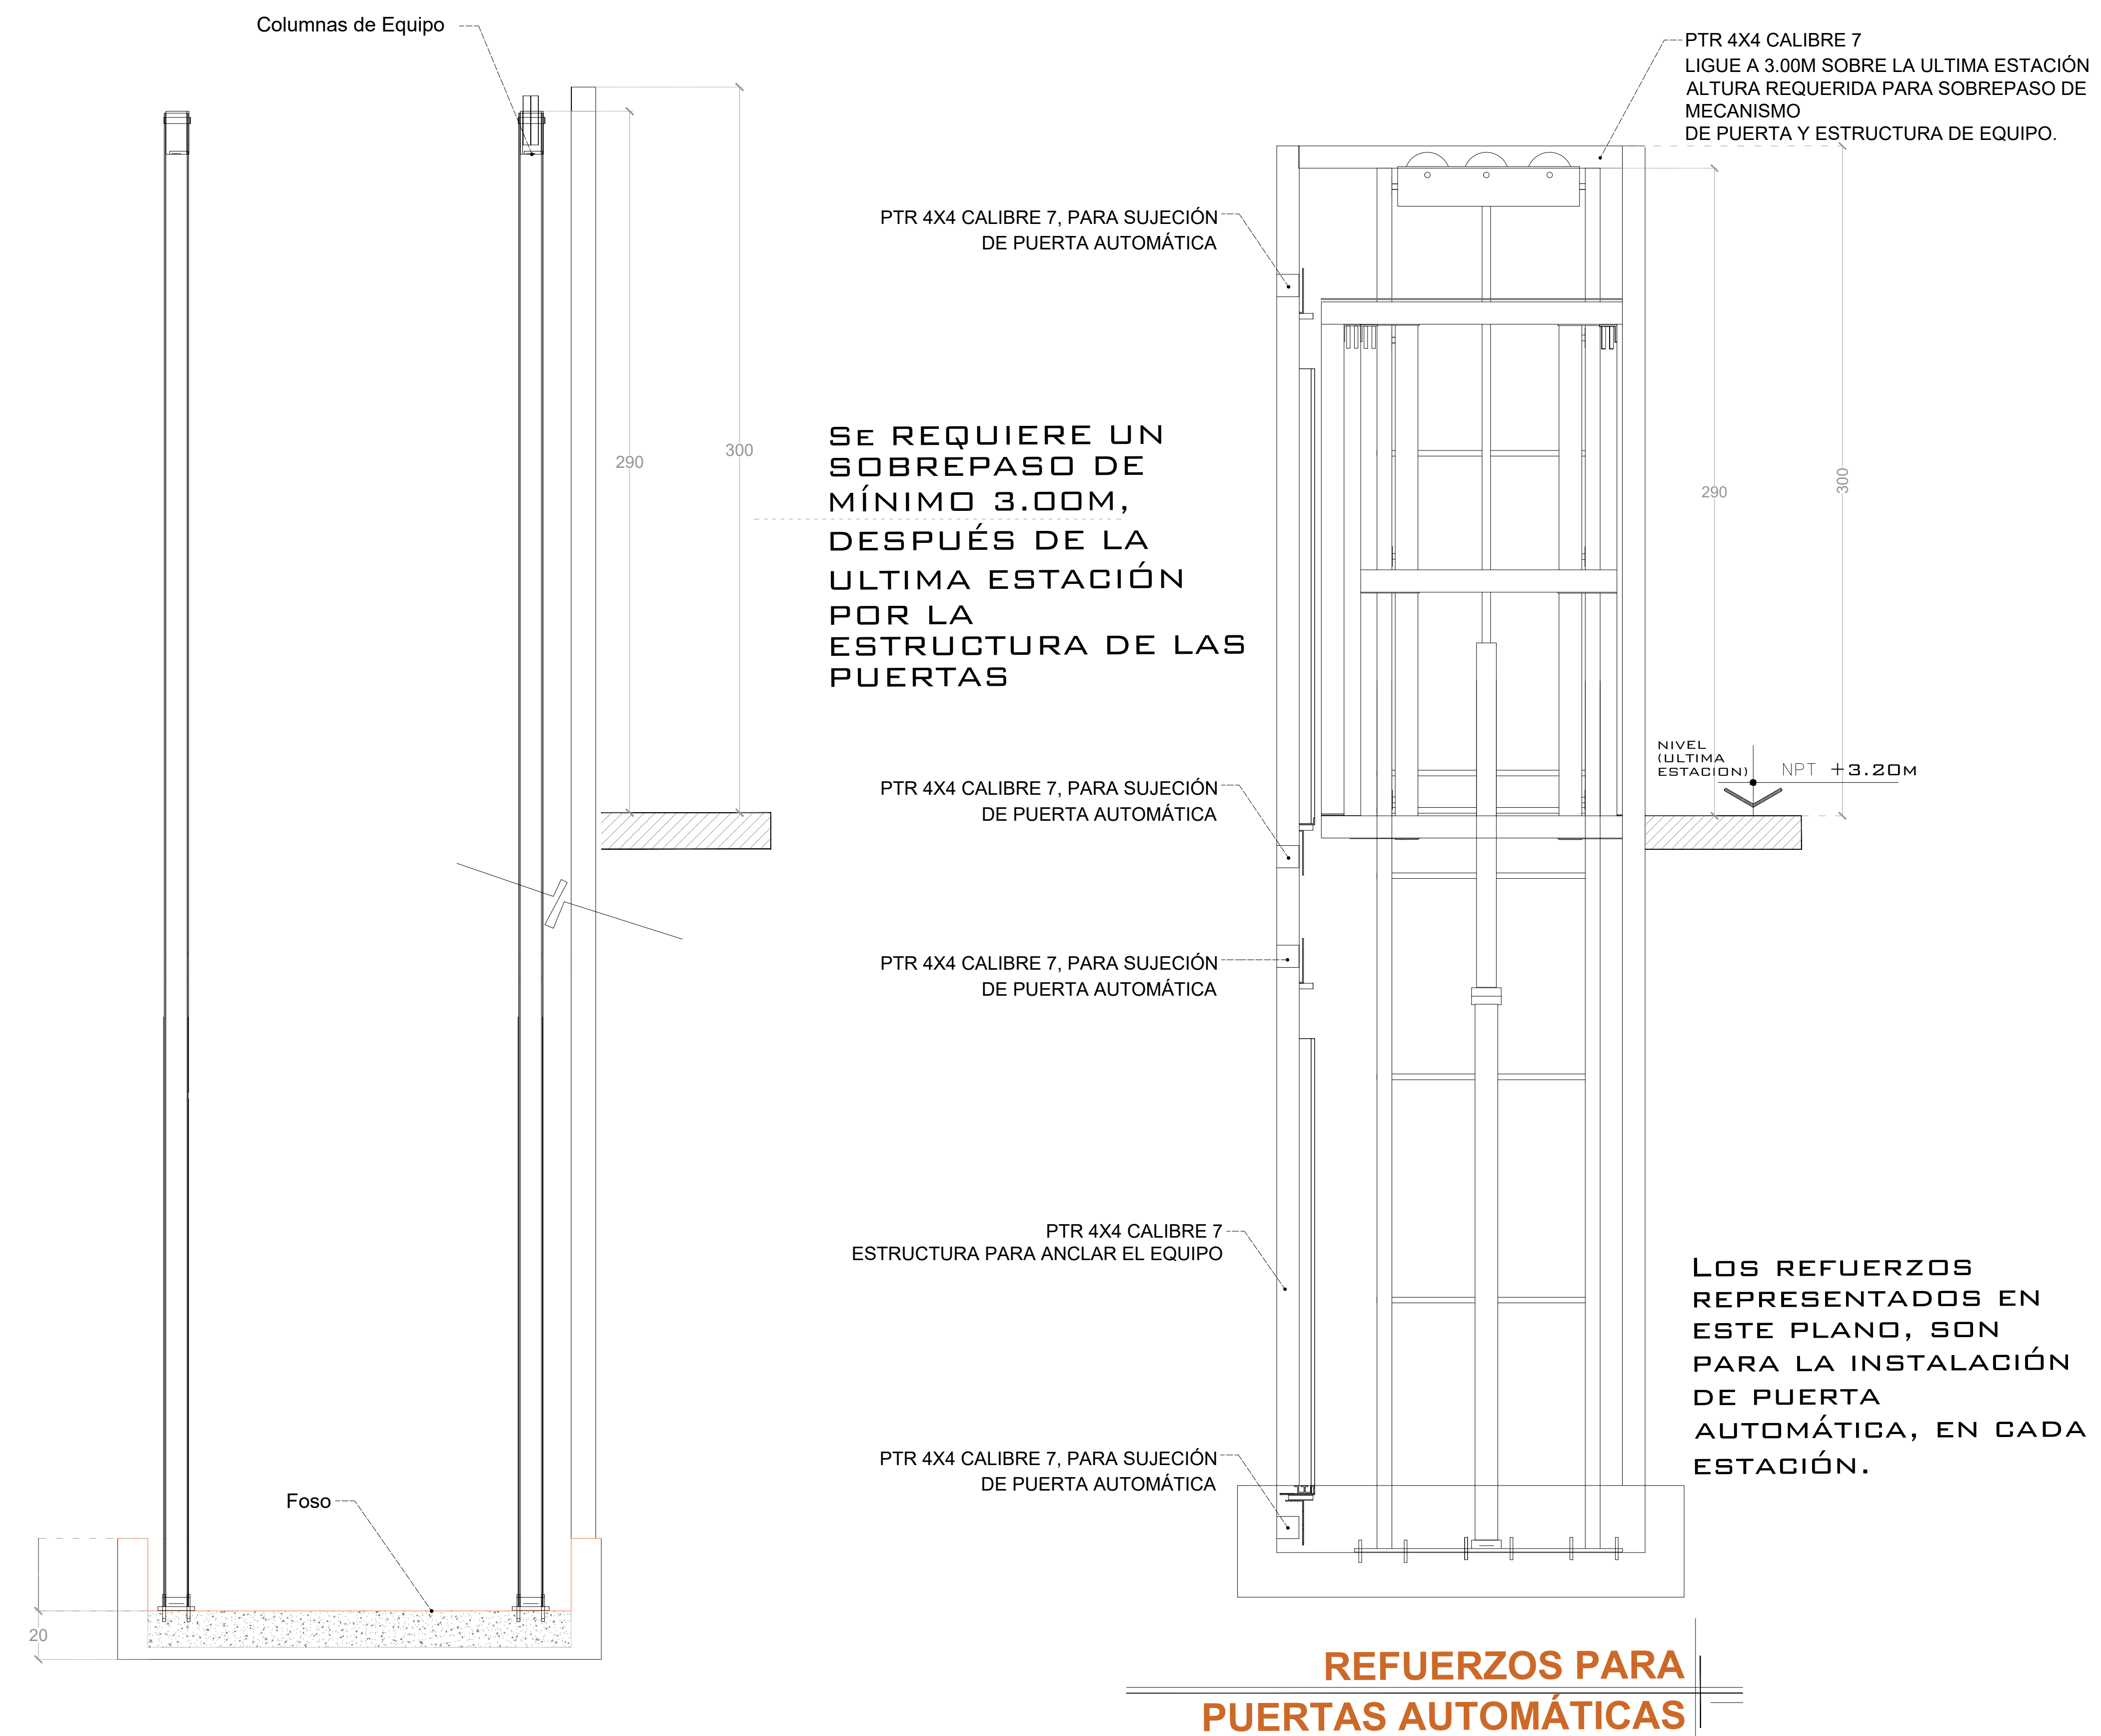 Columnas de Equipo
290
300
Foso
20
SE REQUIERE UN
SOBREPASO DE
MÍNIMO 3.00M,
DESPUÉS DE LA
ULTIMA ESTACIÓN
POR LA
ESTRUCTURA DE LAS
PUERTAS
PTR 4X4 CALIBRE 7
LIGUE A 3.00M SOBRE LA ULTIMA ESTACIÓN
ALTURA REQUERIDA PARA SOBREPASO DE
MECANISMO
DE PUERTA Y ESTRUCTURA DE EQUIPO.
PTR 4X4 CALIBRE 7, PARA SUJECIÓN
DE PUERTA AUTOMÁTICA
290
300
NIVEL
(ULTIMA
ESTACION)
NPT +3.20M
PTR 4X4 CALIBRE 7, PARA SUJECIÓN
DE PUERTA AUTOMÁTICA
PTR 4X4 CALIBRE 7, PARA SUJECIÓN
DE PUERTA AUTOMÁTICA
PTR 4X4 CALIBRE 7
ESTRUCTURA PARA ANCLAR EL EQUIPO
PTR 4X4 CALIBRE 7, PARA SUJECIÓN
DE PUERTA AUTOMÁTICA
LOS REFUERZOS
REPRESENTADOS EN
ESTE PLANO, SON
PARA LA INSTALACIÓN
DE PUERTA
AUTOMÁTICA, EN CADA
ESTACIÓN.
REFUERZOS PARA
PUERTAS AUTOMÁTICAS